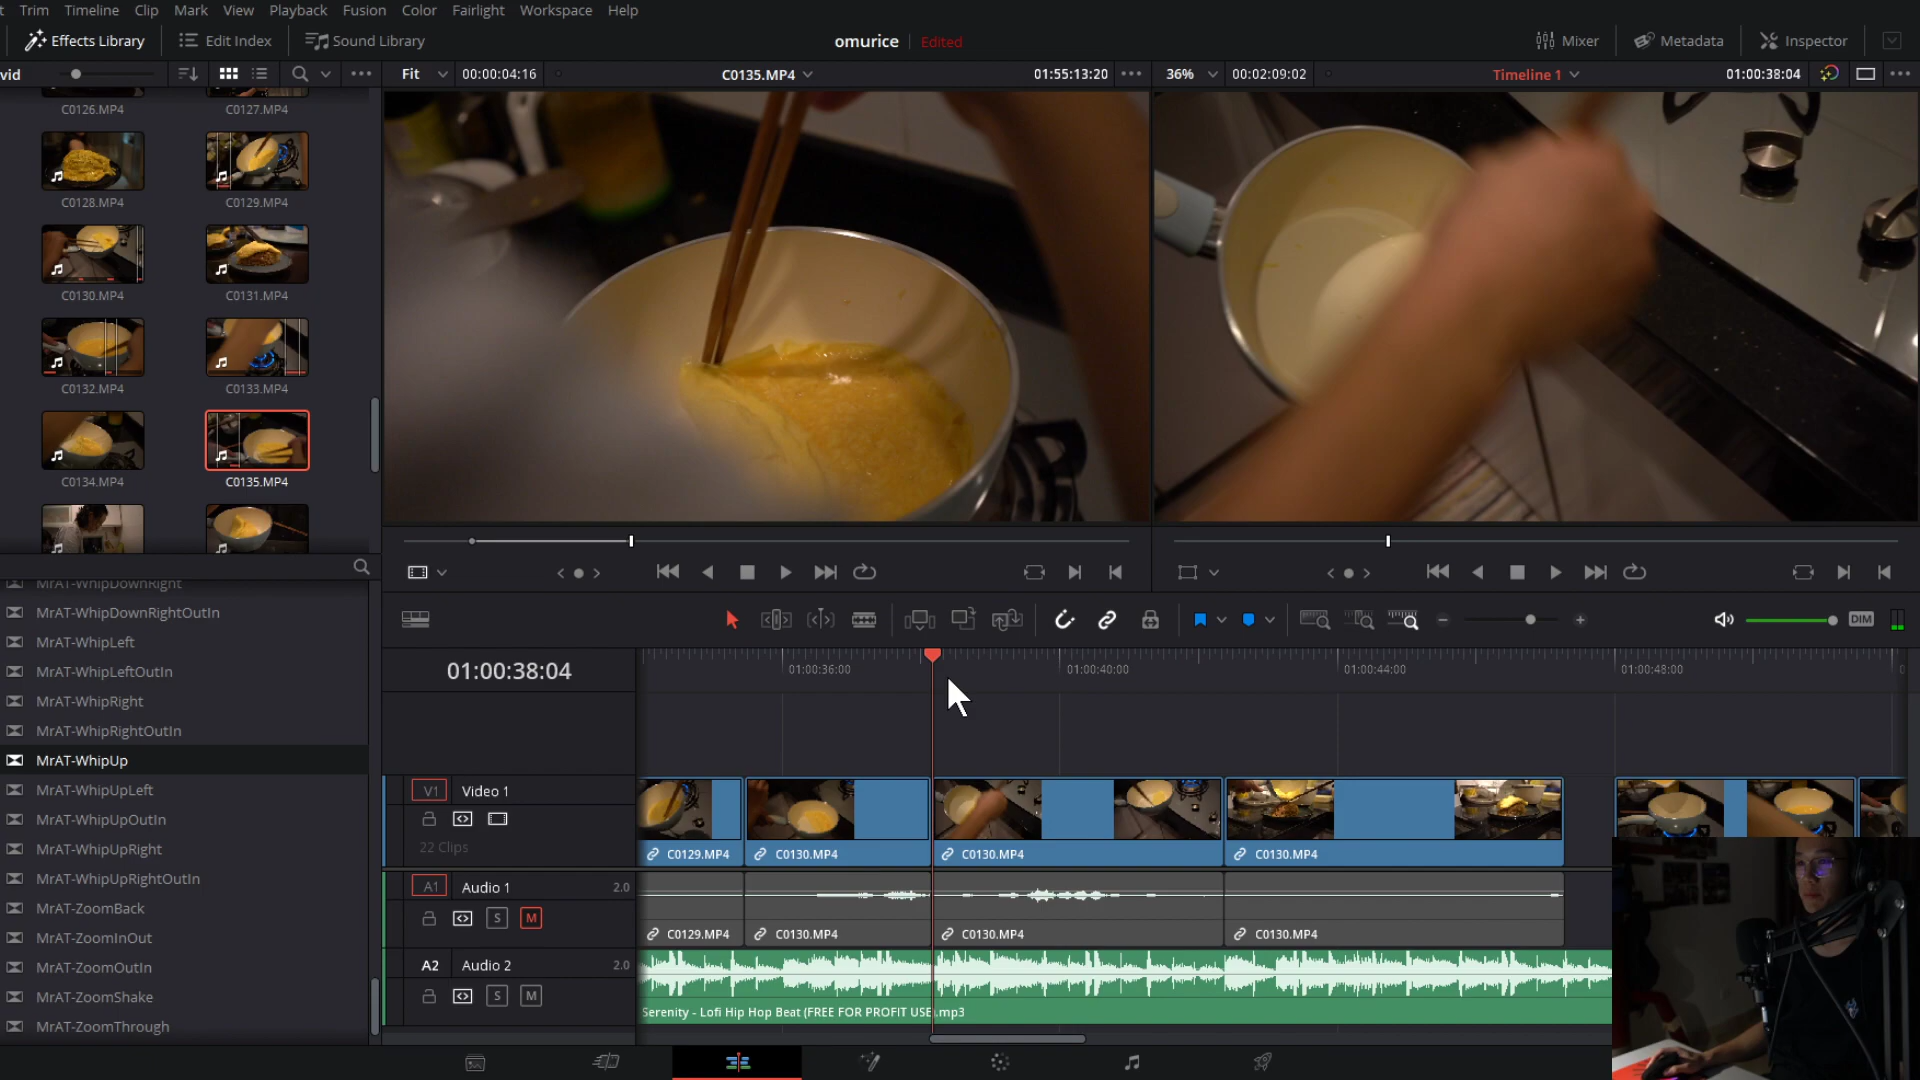 t Trim Timeline Clip Mark View Playback Fusion Color Fairlight Workspace Help
Effects Library Edit Index Sound Library omurice Edited Mixer Metadata Inspector
vid Fit 00:00:04:16 C0135.MP4 01:55:13:20 36% 00:02:09:02 Timeline 1 01:00:38:04
C0126.MP4 C0127.MP4
C0128.MP4 C0129.MP4
C0130.MP4 C0131.MP4
C0132.MP4 C0133.MP4
C0134.MP4 C0135.MP4
MrAT-WhipDownRight
MrAT-WhipDownRightOutIn
MrAT-WhipLeft
MrAT-WhipLeftOutIn
MrAT-WhipRight
MrAT-WhipRightOutIn
MrAT-WhipUp
MrAT-WhipUpLeft
MrAT-WhipUpOutIn
MrAT-WhipUpRight
MrAT-WhipUpRightOutIn
MrAT-ZoomBack
MrAT-ZoomInOut
MrAT-ZoomOutIn
MrAT-ZoomShake
MrAT-ZoomThrough
DIM
01:00:38:04 01:00:36:00 01:00:40:00 01:00:44:00 01:00:48:00
V1 Video 1
22 Clips
C0129.MP4 C0130.MP4 C0130.MP4 C0130.MP4
A1 Audio 1 2.0
S M
C0129.MP4 C0130.MP4 C0130.MP4 C0130.MP4
A2 Audio 2 2.0
S M
Serenity - Lofi Hip Hop Beat (FREE FOR PROFIT USE).mp3